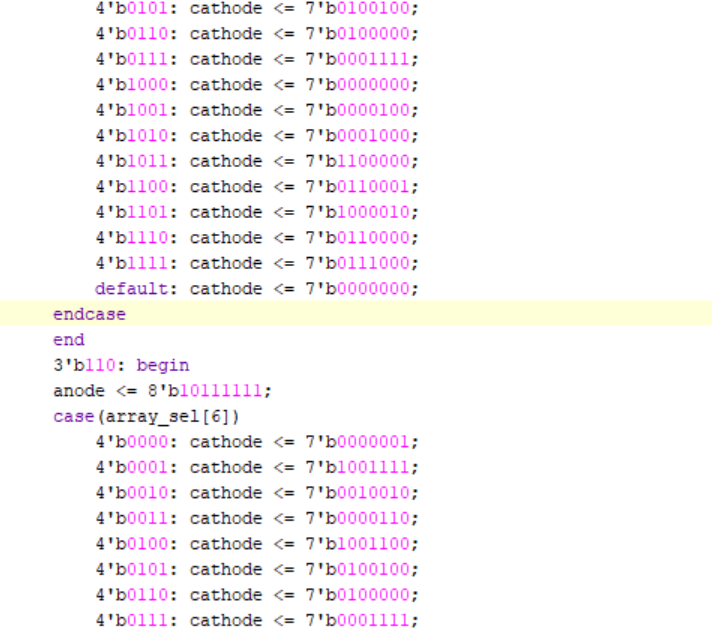 4'b0101: cathode <= 7'b0100100;
4'b0110: cathode <= 7'b0100000;
4'b0111: cathode <= 7'b0001111;
4'b1000: cathode <= 7'b0000000;
4'b1001: cathode <= 7'b0000100;
4'b1010: cathode <= 7'b0001000;
4'b1011: cathode <= 7'b1100000;
4'b1100: cathode <= 7'b0110001;
4'b1101: cathode <= 7'b1000010;
4'b1110: cathode <= 7'b0110000;
4'b1111: cathode <= 7'b0111000;
default: cathode <= 7'b0000000;
endcase
end
3'b110: begin
anode <= 8'b10111111;
case(array_sel[6])
4'b0000: cathode <= 7'b0000001;
4'b0001: cathode <= 7'b1001111;
4'b0010: cathode <= 7'b0010010;
4'b0011: cathode <= 7'b0000110;
4'b0100: cathode <= 7'b1001100;
4'b0101: cathode <= 7'b0100100;
4'b0110: cathode <= 7'b0100000;
4'b0111: cathode <= 7'b0001111;